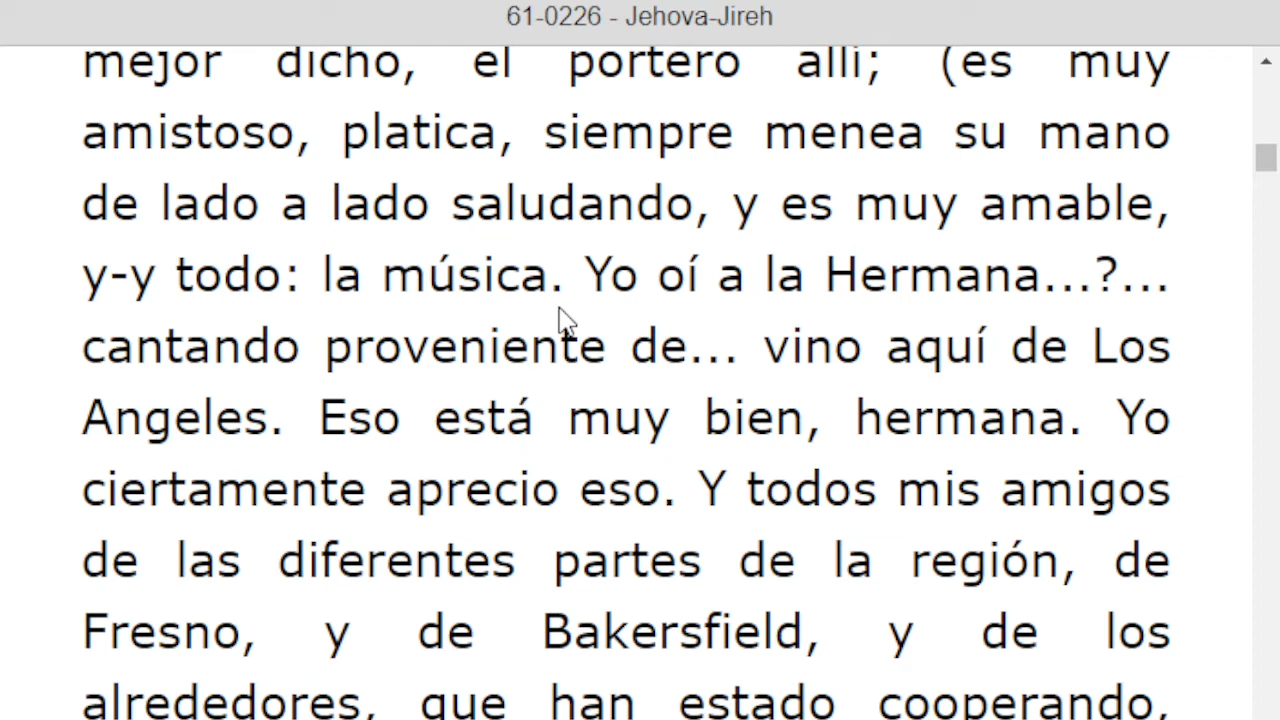 61-0226 - Jehova-Jireh
mejor dicho, el portero allí; (es muy
amistoso, platica, siempre menea su mano
de lado a lado saludando, y es muy amable,
y-y todo: la música. Yo oí a la Hermana...?...
cantando proveniente de... vino aquí de Los
Angeles. Eso está muy bien, hermana. Yo
ciertamente aprecio eso. Y todos mis amigos
de las diferentes partes de la región, de
Fresno, y de Bakersfield, y de los
alrededores, que han estado cooperando,